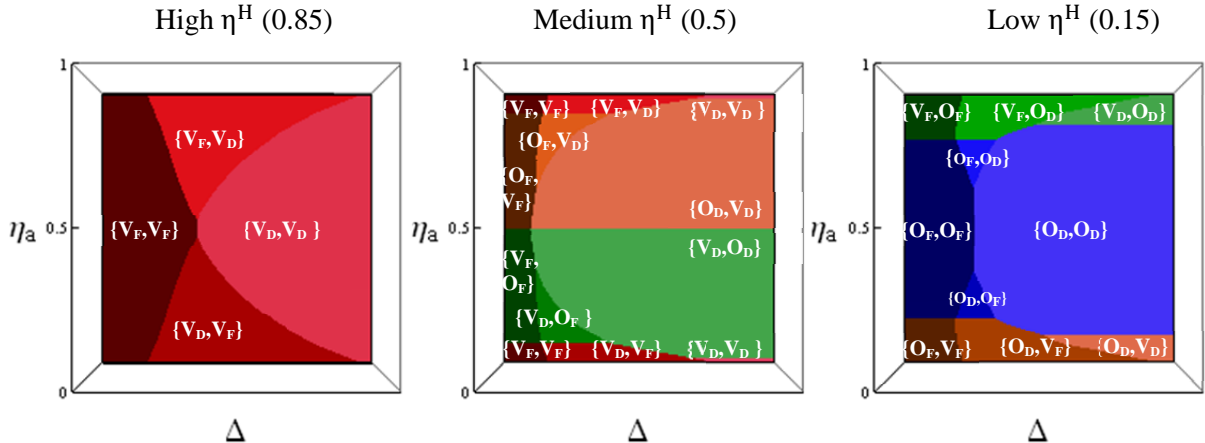 High η^H (0.85)
Medium η^H (0.5)
Low η^H (0.15)
1
η_a 0.5
0
{V_F,V_D}
{V_F,V_F}
{V_D,V_D }
{V_D,V_F}
Δ
1
η_a 0.5
0
{V_F,V_F}
{V_F,V_D}
{V_D,V_D }
{O_F,V_D}
{O_F,
V_F}
{O_D,V_D}
{V_D,O_D}
{V_F,
O_F}
{V_D,O_F }
{V_F,V_F}
{V_D,V_F}
{V_D,V_D }
Δ
1
η_a 0.5
0
{V_F,O_F}
{V_F,O_D}
{V_D,O_D}
{O_F,O_D}
{O_F,O_F}
{O_D,O_D}
{O_D,O_F}
{O_F,V_F}
{O_D,V_F}
{O_D,V_D}
Δ